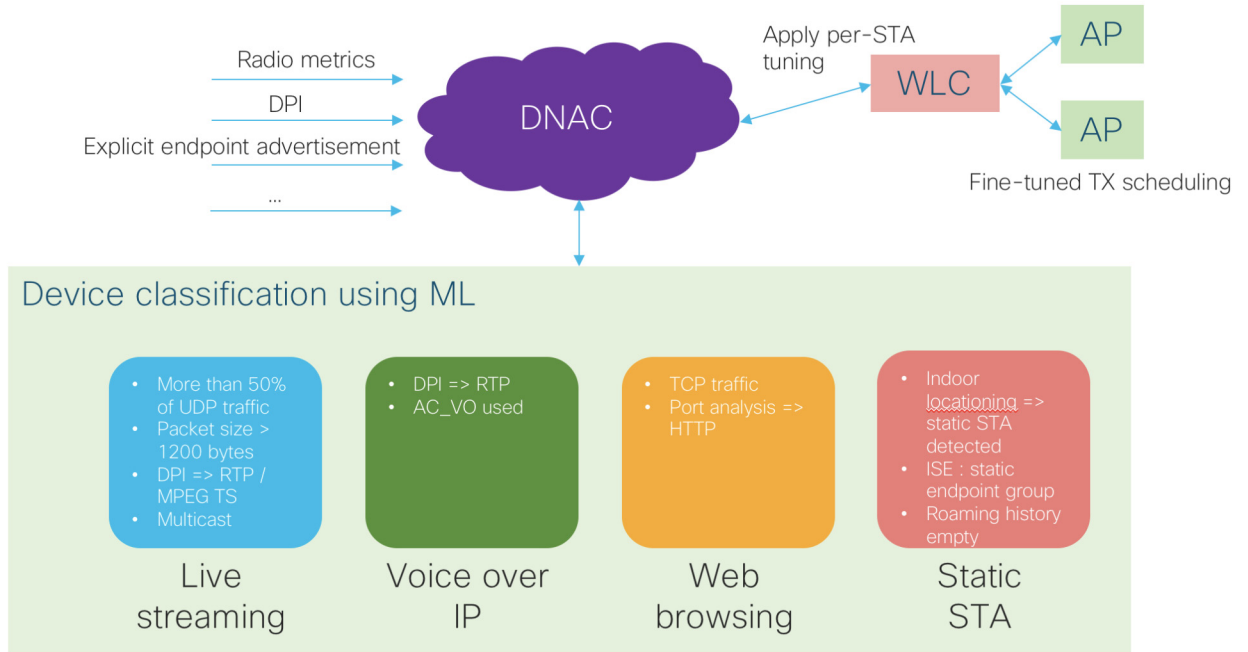 Radio metrics
DPI
Explicit endpoint advertisement
...
DNAC
Apply per-STA
tuning
WLC
AP
AP
Fine-tuned TX scheduling
Device classification using ML
• More than 50%
of UDP traffic
• Packet size >
1200 bytes
• DPI => RTP /
MPEG TS
• Multicast
Live
streaming
• DPI => RTP
• AC_VO used
Voice over
IP
• TCP traffic
• Port analysis =>
HTTP
Web
browsing
• Indoor
locationing =>
static STA
detected
• ISE : static
endpoint group
• Roaming history
empty
Static
STA